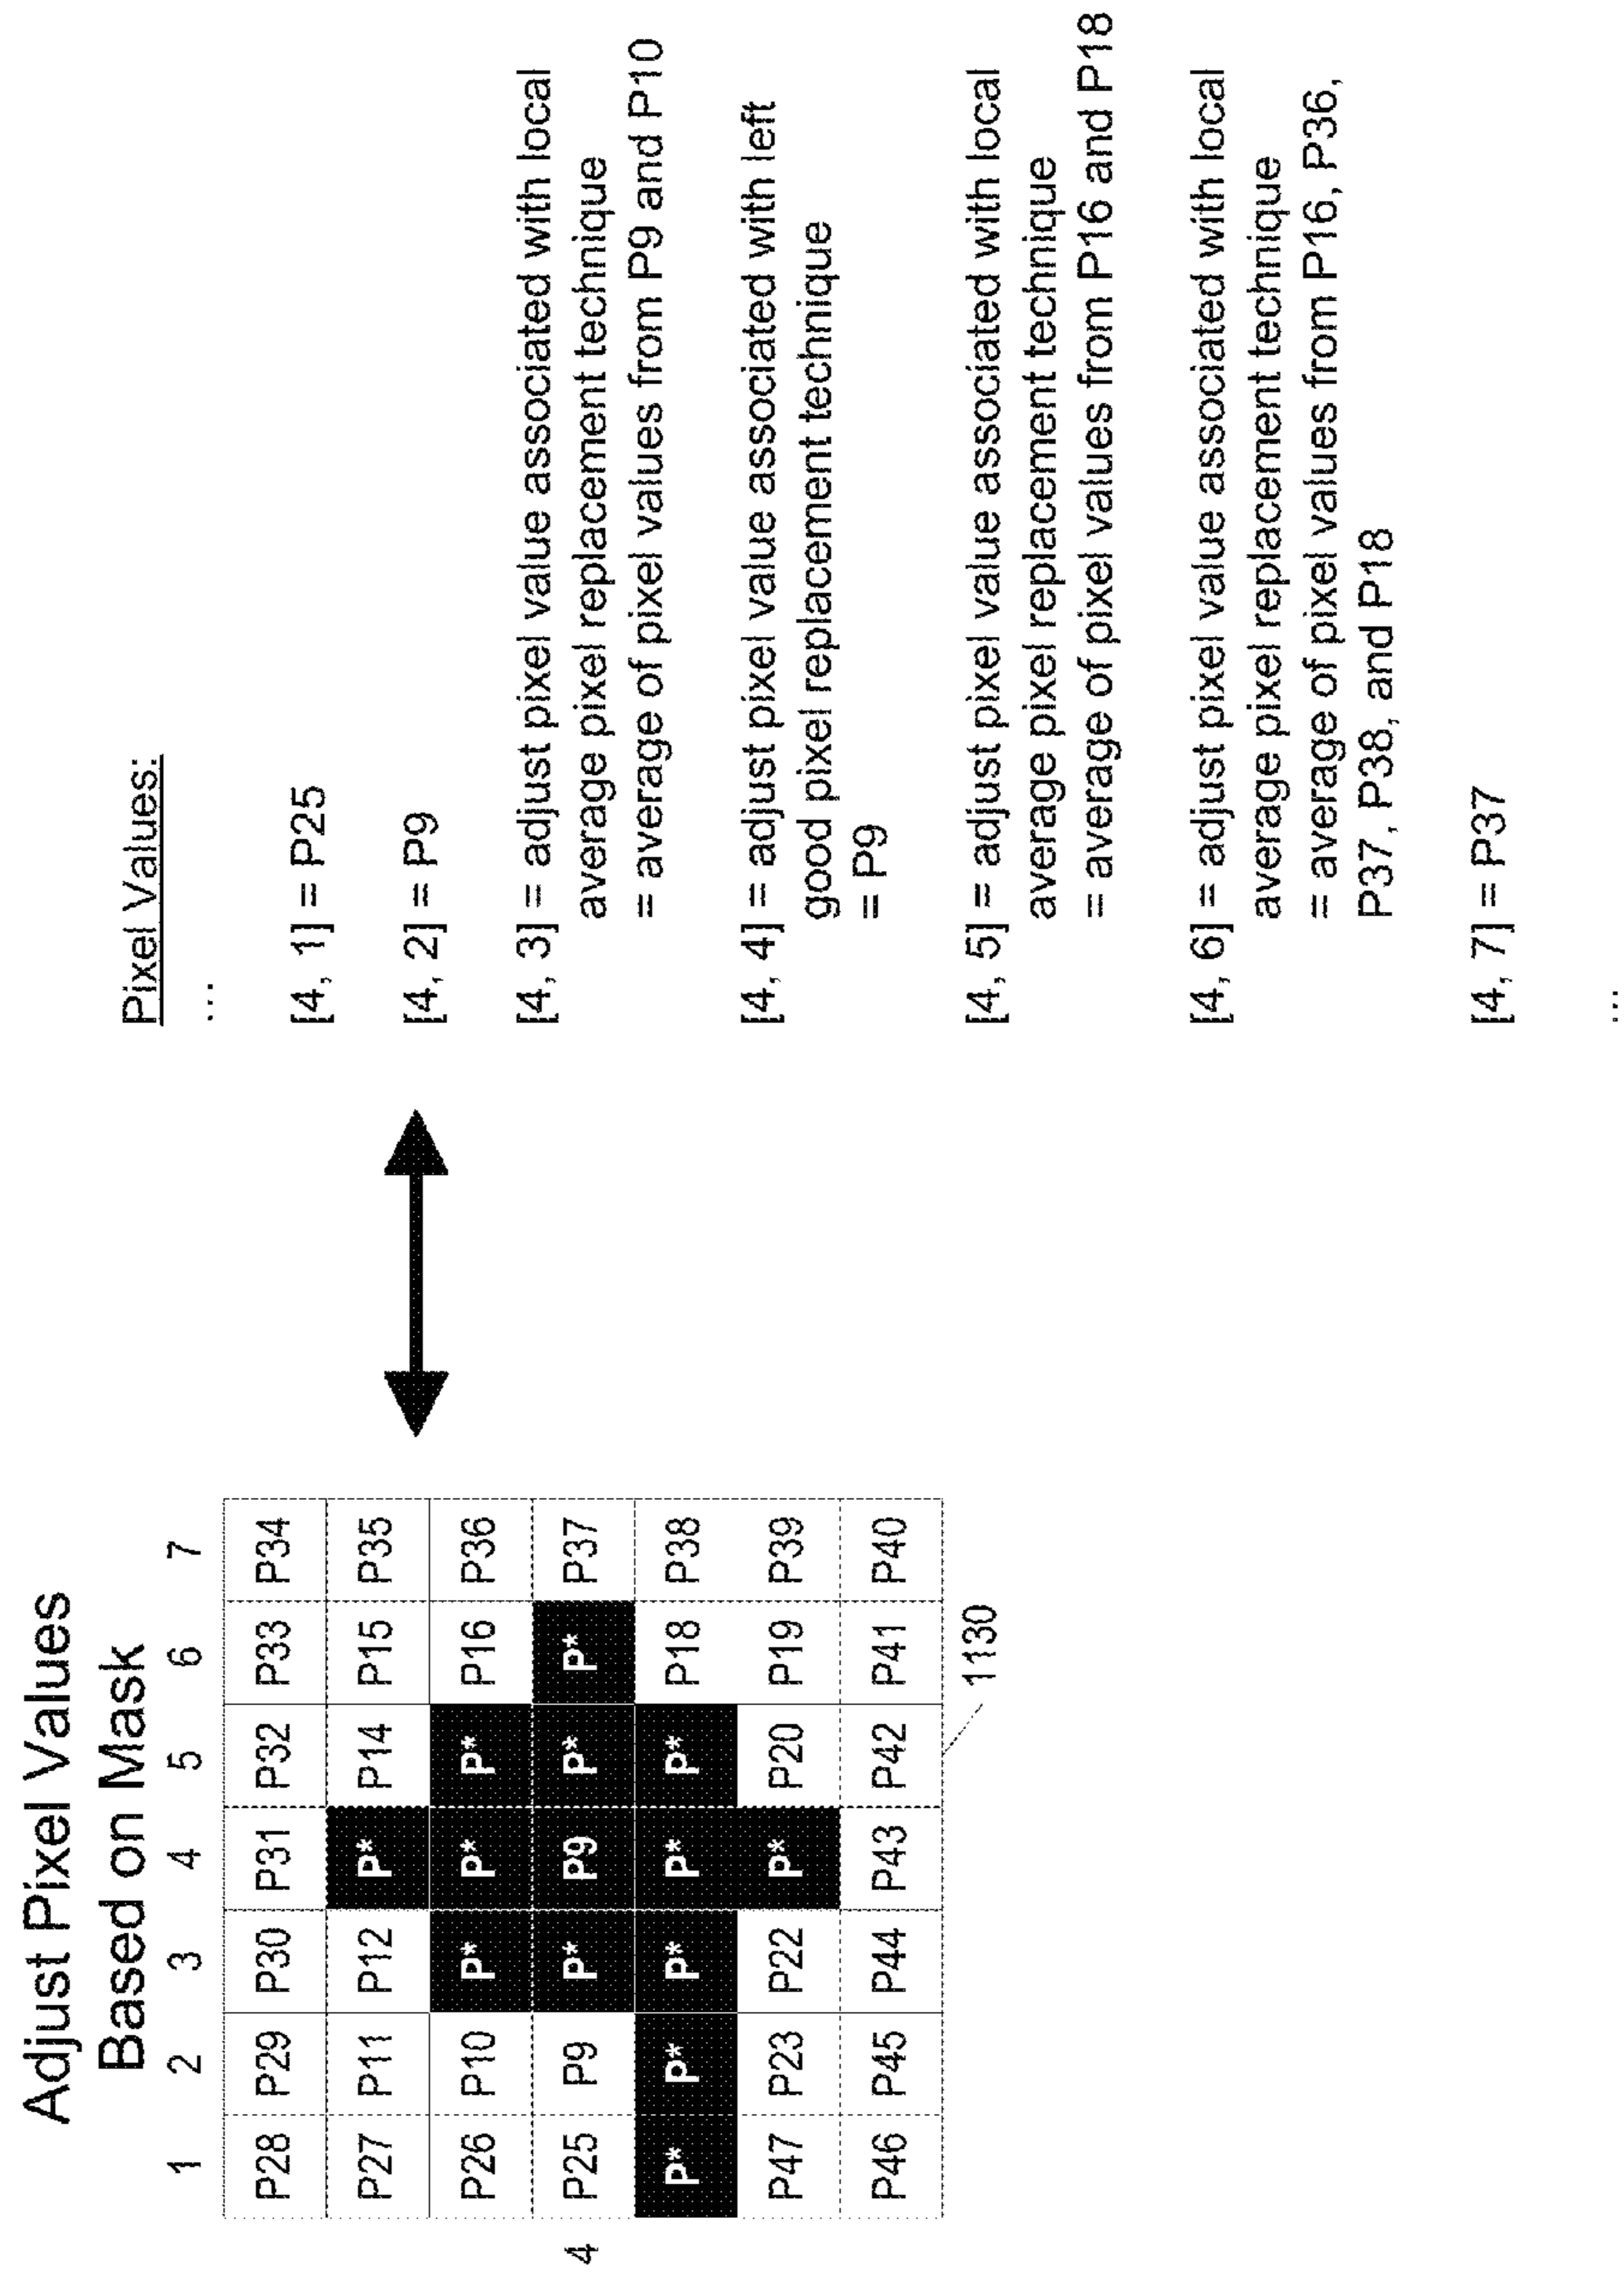 Adjust Pixel Values
Based on Mask
1 2 3 4 5 6 7
P28 P29 P30 P31 P32 P33 P34
P27 P11 P12 P* P14 P15 P35
P26 P10 P* P* P* P16 P36
4 P25 P9 P* P9 P* P* P37
P* P* P* P* P* P18 P38
P47 P23 P22 P* P20 P19 P39
P46 P45 P44 P43 P42 P41 P40
1130
Pixel Values:
...
[4, 1] = P25
[4, 2] = P9
[4, 3] = adjust pixel value associated with local
average pixel replacement technique
= average of pixel values from P9 and P10
[4, 4] = adjust pixel value associated with left
good pixel replacement technique
= P9
[4, 5] = adjust pixel value associated with local
average pixel replacement technique
= average of pixel values from P16 and P18
[4, 6] = adjust pixel value associated with local
average pixel replacement technique
= average of pixel values from P16, P36,
P37, P38, and P18
[4, 7] = P37
...